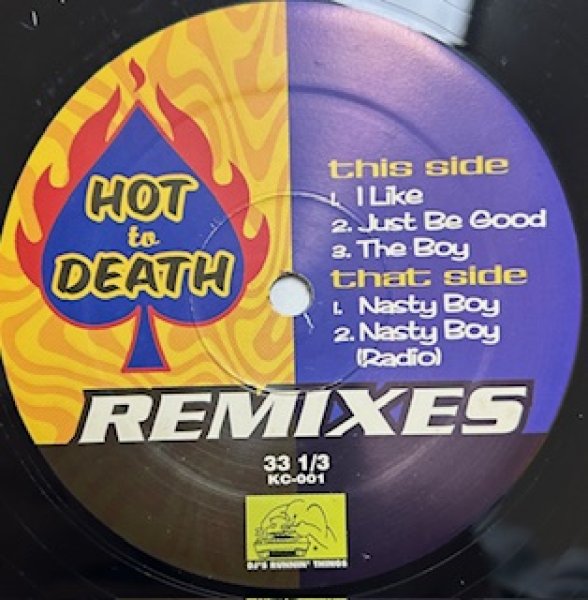 HOT
to
DEATH
this side
1. I Like
2. Just Be Good
3. The Boy
that side
1. Nasty Boy
2. Nasty Boy
(Radio)
REMIXES
33 1/3
KC-001
DJ'S RUNNIN' THINGS